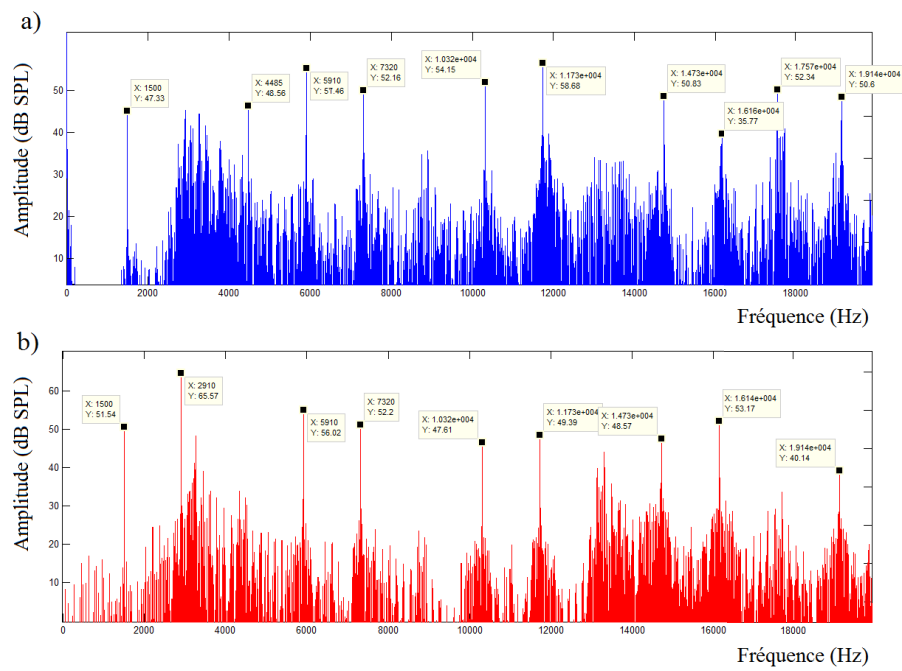 a)
Amplitude (dB SPL)
50
40
30
20
10
X: 1500
Y: 47.33
X: 4485
Y: 48.56
X: 5910
Y: 57.46
X: 7320
Y: 52.16
X: 1.032e+004
Y: 54.15
X: 1.173e+004
Y: 58.68
X: 1.473e+004
Y: 50.83
X: 1.616e+004
Y: 35.77
X: 1.757e+004
Y: 52.34
X: 1.914e+004
Y: 50.6
0
2000
4000
6000
8000
10000
12000
14000
16000
18000
Fréquence (Hz)
b)
Amplitude (dB SPL)
60
50
40
30
20
10
X: 1500
Y: 51.54
X: 2910
Y: 65.57
X: 5910
Y: 56.02
X: 7320
Y: 52.2
X: 1.032e+004
Y: 47.61
X: 1.173e+004
Y: 49.39
X: 1.473e+004
Y: 48.57
X: 1.614e+004
Y: 53.17
X: 1.914e+004
Y: 40.14
0
2000
4000
6000
8000
10000
12000
14000
16000
18000
Fréquence (Hz)